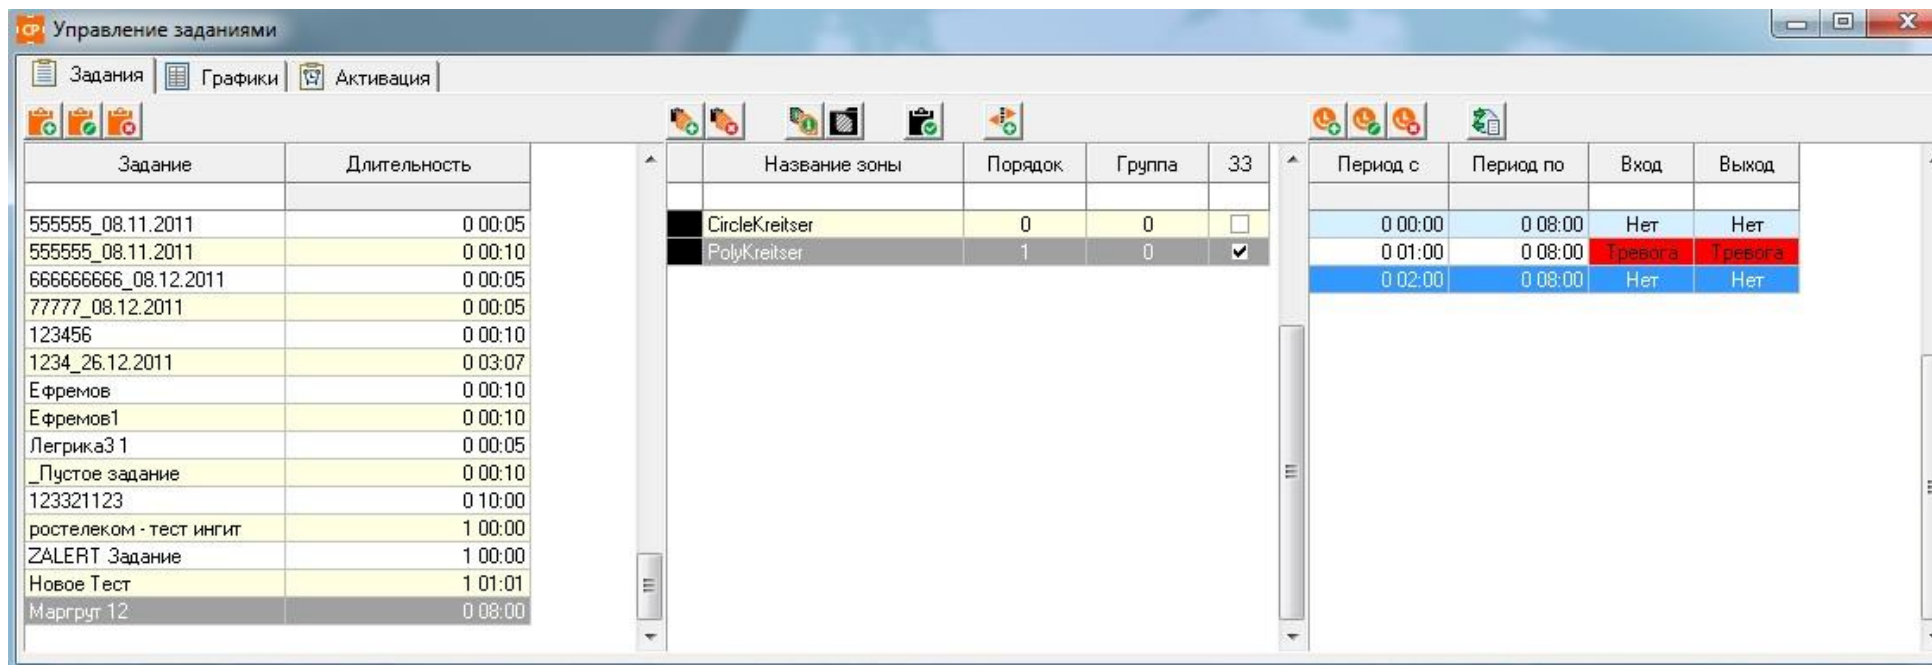 СР Управление заданиями
Задания Графики Активация
Задание Длительность Название зоны Порядок Группа ЗЗ Период с Период по Вход Выход
555555_08.11.2011 0 00:05 CircleKreitser 0 0 0 00:00 0 08:00 Нет Нет
555555_08.11.2011 0 00:10 PolyKreitser 1 0 0 01:00 0 08:00 Тревога Тревога
666666666_08.12.2011 0 00:05 0 02:00 0 08:00 Нет Нет
77777_08.12.2011 0 00:05
123456 0 00:10
1234_26.12.2011 0 03:07
Ефремов 0 00:10
Ефремов1 0 00:10
Легрика3 1 0 00:05
_Пустое задание 0 00:10
123321123 0 10:00
ростелеком - тест ингит 1 00:00
ZALERT Задание 1 00:00
Новое Тест 1 01:01
Маргрут 12 0 08:00